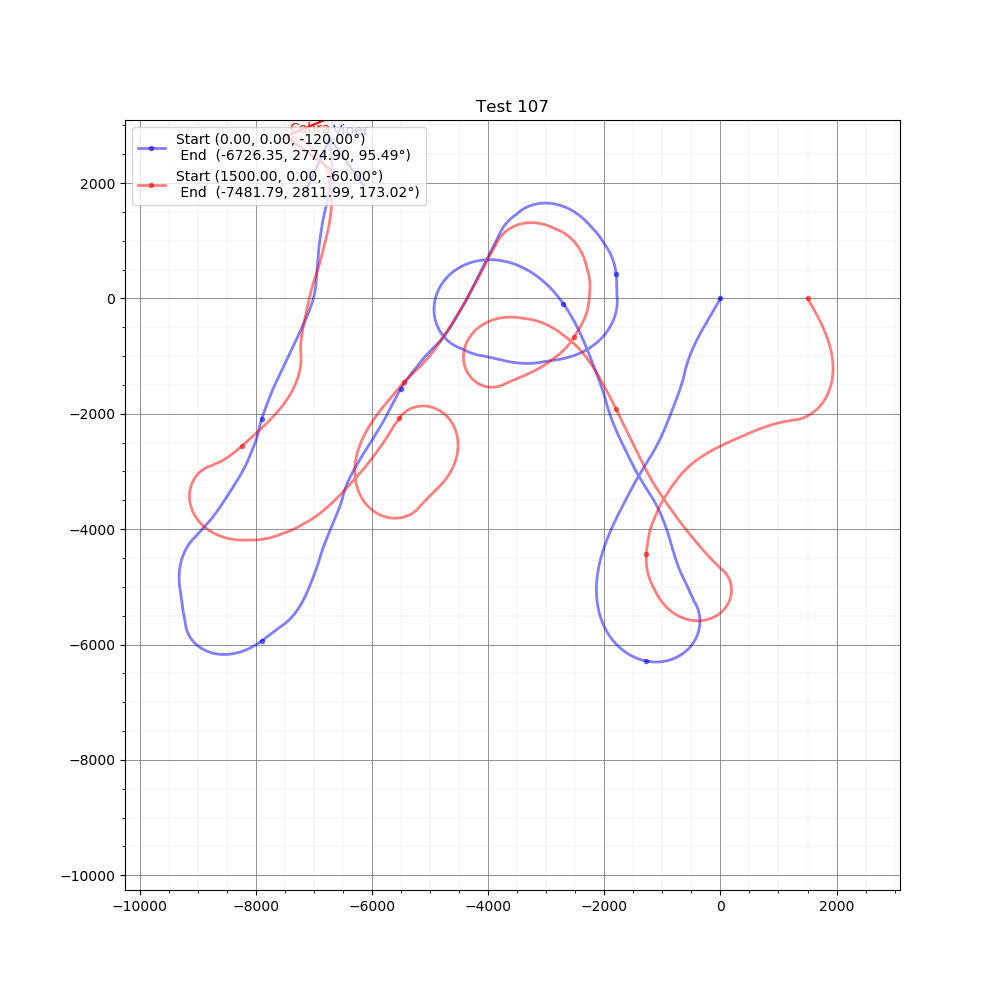 Test 107
Cobra Viper
Start (0.00, 0.00, -120.00°)
End (-6726.35, 2774.90, 95.49°)
Start (1500.00, 0.00, -60.00°)
End (-7481.79, 2811.99, 173.02°)
2000
0
−2000
−4000
−6000
−8000
−10000
−10000 −8000 −6000 −4000 −2000 0 2000